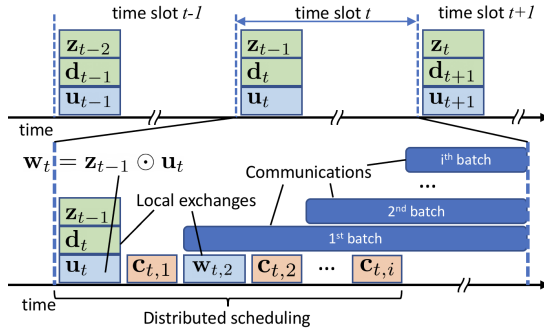 time slot t-1
time slot t
time slot t+1
z_{t-2}
z_{t-1}
z_t
d_{t-1}
d_t
d_{t+1}
u_{t-1}
u_t
u_{t+1}
time
w_t = z_{t-1} ⊙ u_t
Communications
i^th batch
...
z_{t-1}
Local exchanges
2^nd batch
d_t
1^st batch
u_t
c_{t,1}
w_{t,2}
c_{t,2}
...
c_{t,i}
time
Distributed scheduling